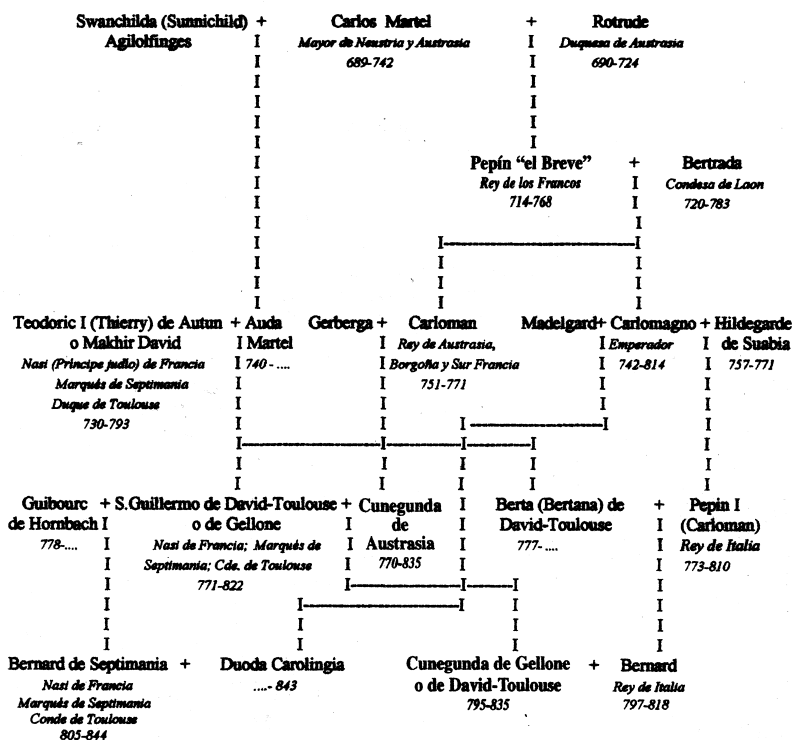 Swanchilda (Sunnichild) + Carlos Martel + Rotrude
Agilolfinges I Mayor de Neustria y Austrasia I Duquesa de Austrasia
I 689-742 I 690-724
I I
I I
I I
I I
I Pepín “el Breve” + Bertrada
I Rey de los Francos I Condesa de Laon
I 714-768 I 720-783
I I
I I---------------I
I I I
I I I
I I I
Teodoric I (Thierry) de Autun + Auda Gerberga + Carloman Madelgard+ Carlomagno + Hildegarde
o Makhir David I Martel I Rey de Austrasia, I Emperador I de Suabia
Nasi (Príncipe judío) de Francia I 740 - .... I Borgoña y Sur Francia I 742-814 I 757-771
Marqués de Septimania I I 751-771 I I
Duque de Toulouse I I I I
730-793 I I I-----------I I
I---------------I--------I-------I I
I I I I I
I I I I I
Guibourc + S.Guillermo de David-Toulouse + Cunegunda I Berta (Bertana) de + Pepin I
de Hornbach I o de Gellone I de I David-Toulouse I (Carloman)
778-.... I Nasi de Francia; Marqués de I Austrasia I 777- .... I Rey de Italia
I Septimania; Cde. de Toulouse I 770-835 I I 773-810
I 771-822 I------------I-----I I
I I---------------I I I
I I I I
I I I I
Bernard de Septimania + Duoda Carolingia Cunegunda de Gellone + Bernard
Nasi de Francia ....- 843 o de David-Toulouse Rey de Italia
Marqués de Septimania 795-835 797-818
Conde de Toulouse
805-844